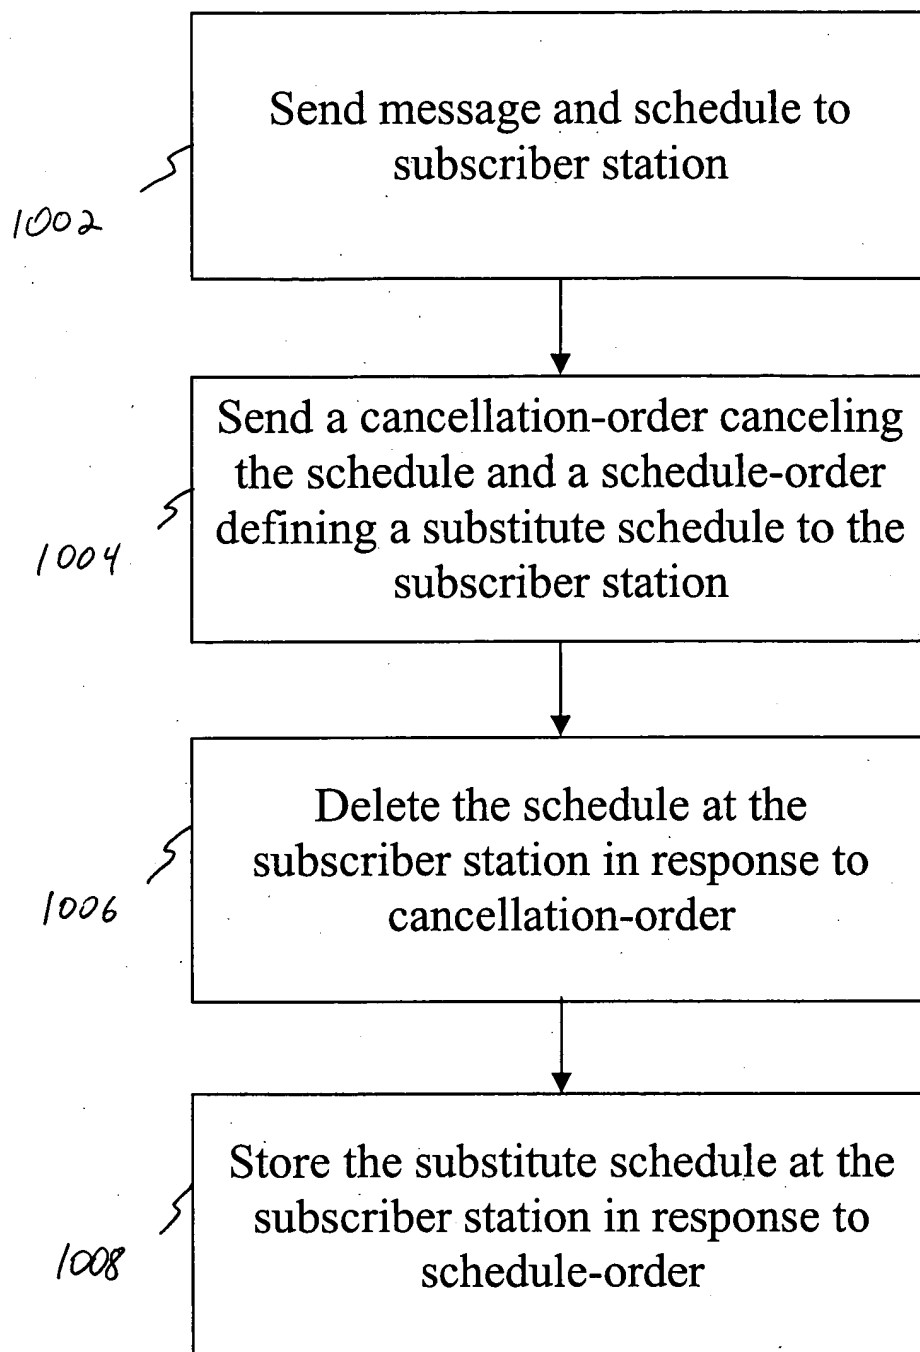 Send message and schedule to
subscriber station
1002
Send a cancellation-order canceling
the schedule and a schedule-order
defining a substitute schedule to the
subscriber station
1004
Delete the schedule at the
subscriber station in response to
cancellation-order
1006
Store the substitute schedule at the
subscriber station in response to
schedule-order
1008